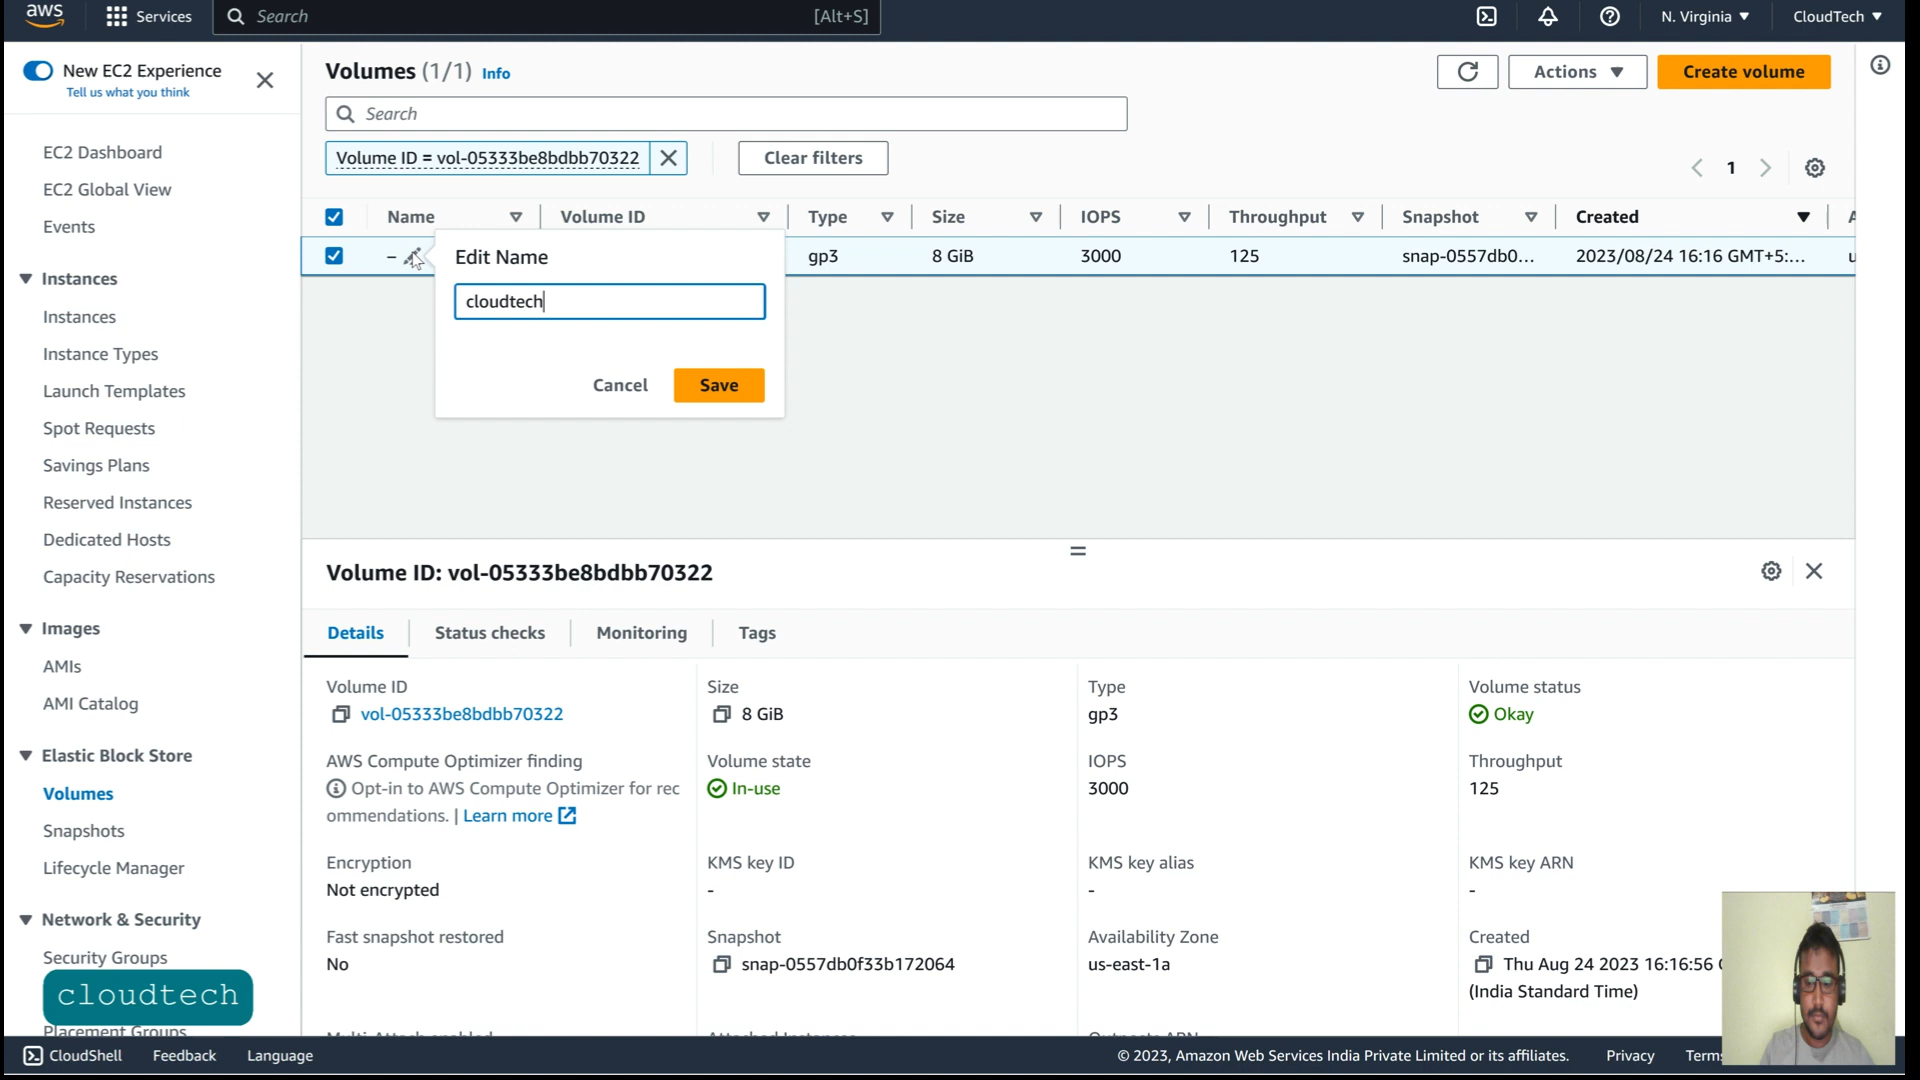 aws
Services
Search
[Alt+S]
N. Virginia
CloudTech
New EC2 Experience
Tell us what you think
EC2 Dashboard
EC2 Global View
Events
Instances
Instances
Instance Types
Launch Templates
Spot Requests
Savings Plans
Reserved Instances
Dedicated Hosts
Capacity Reservations
Images
AMIs
AMI Catalog
Elastic Block Store
Volumes
Snapshots
Lifecycle Manager
Network & Security
Security Groups
cloudtech
Placement Groups
Volumes (1/1) Info
Actions
Create volume
Search
Volume ID = vol-05333be8bdbb70322
Clear filters
1
Name Volume ID Type Size IOPS Throughput Snapshot Created
– gp3 8 GiB 3000 125 snap-0557db0... 2023/08/24 16:16 GMT+5:...
Edit Name
cloudtech
Cancel
Save
Volume ID: vol-05333be8bdbb70322
Details Status checks Monitoring Tags
Volume ID
vol-05333be8bdbb70322
Size
8 GiB
Type
gp3
Volume status
Okay
AWS Compute Optimizer finding
Opt-in to AWS Compute Optimizer for rec
ommendations. | Learn more
Volume state
In-use
IOPS
3000
Throughput
125
Encryption
Not encrypted
KMS key ID
-
KMS key alias
-
KMS key ARN
-
Fast snapshot restored
No
Snapshot
snap-0557db0f33b172064
Availability Zone
us-east-1a
Created
Thu Aug 24 2023 16:16:56
(India Standard Time)
CloudShell Feedback Language
© 2023, Amazon Web Services India Private Limited or its affiliates. Privacy Terms